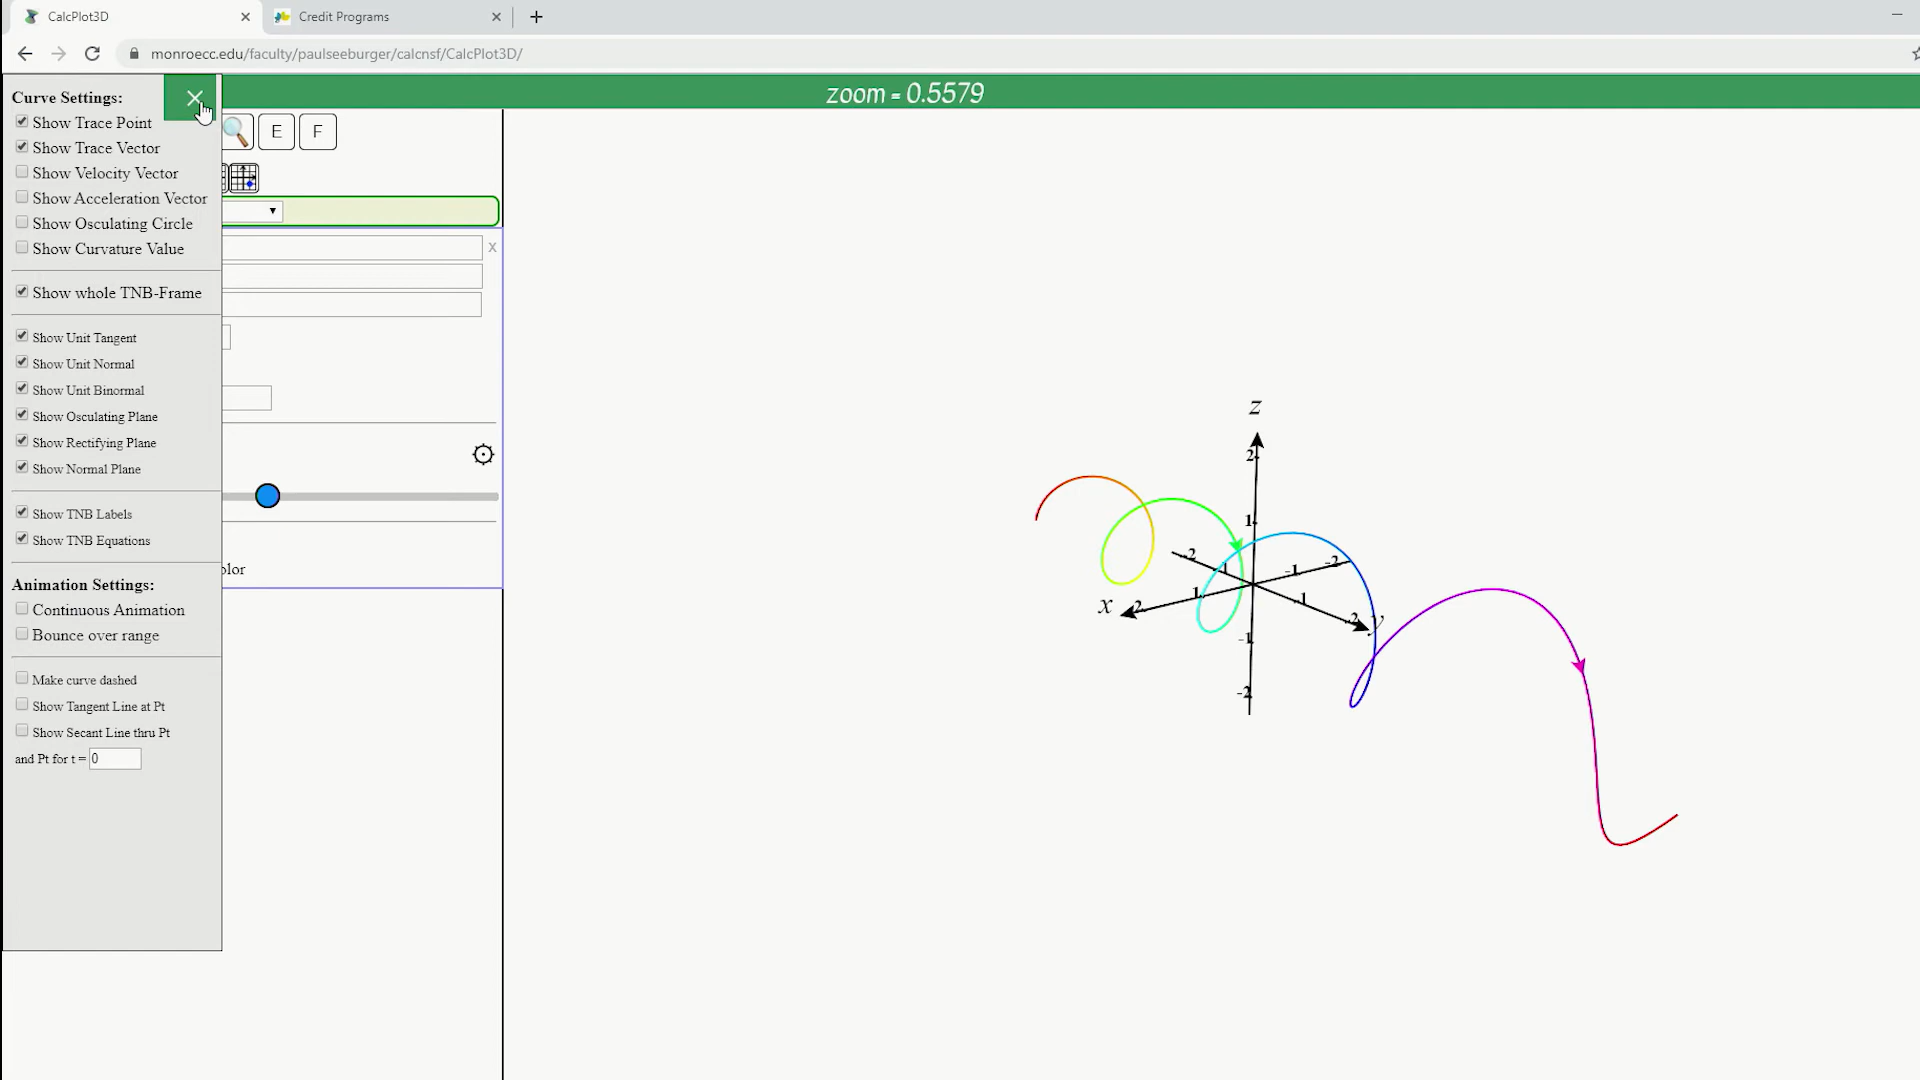 CalcPlot3D
Credit Programs
monroecc.edu/faculty/paulseeburger/calcnsf/CalcPlot3D/
zoom = 0.5579
Curve Settings:
Show Trace Point
Show Trace Vector
Show Velocity Vector
Show Acceleration Vector
Show Osculating Circle
Show Curvature Value
Show whole TNB-Frame
Show Unit Tangent
Show Unit Normal
Show Unit Binormal
Show Osculating Plane
Show Rectifying Plane
Show Normal Plane
Show TNB Labels
Show TNB Equations
Animation Settings:
Continuous Animation
Bounce over range
Make curve dashed
Show Tangent Line at Pt
Show Secant Line thru Pt
and Pt for t = 0
E F
x
olor
z
2
1
-2
-1
-1
-2
x
2
1
-1
-2
y
-1
-2